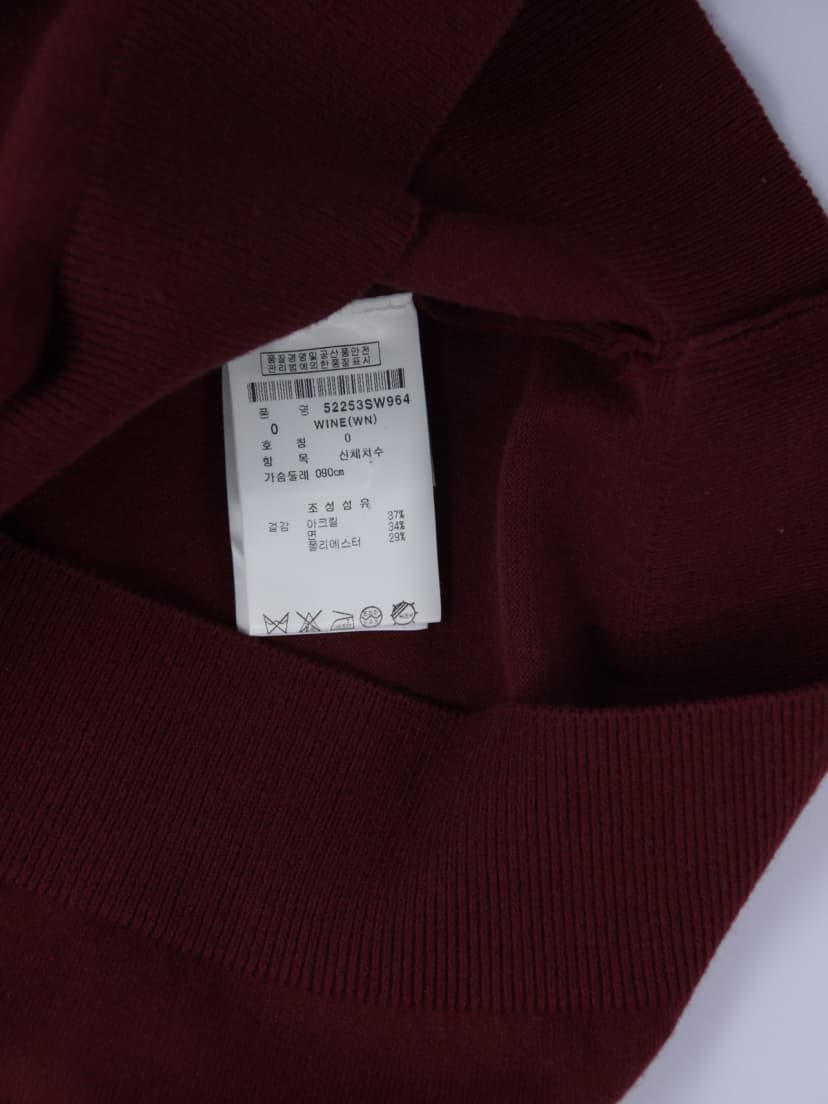 품질경영및공산품안전
관리법에의한품질표시
품 명 52253SW964
0 WINE(WN)
호 칭 0
항 목 신체치수
가슴둘레 090cm
조성섬유
겉감 아크릴 37%
면 34%
폴리에스터 29%